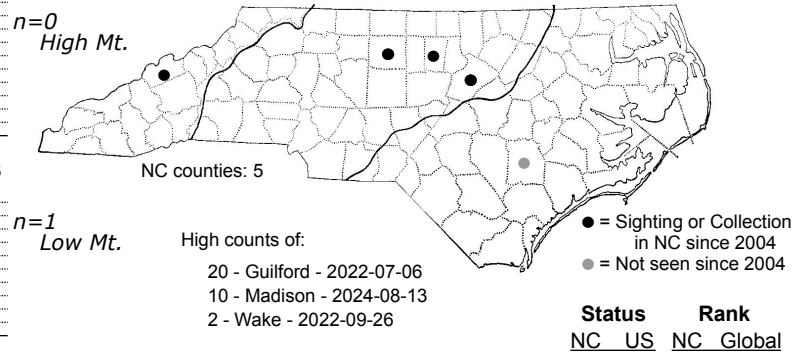 n=0
High Mt.
NC counties: 5
n=1
Low Mt.
High counts of:
20 - Guilford - 2022-07-06
10 - Madison - 2024-08-13
2 - Wake - 2022-09-26
● = Sighting or Collection
in NC since 2004
● = Not seen since 2004
Status Rank
NC US NC Global